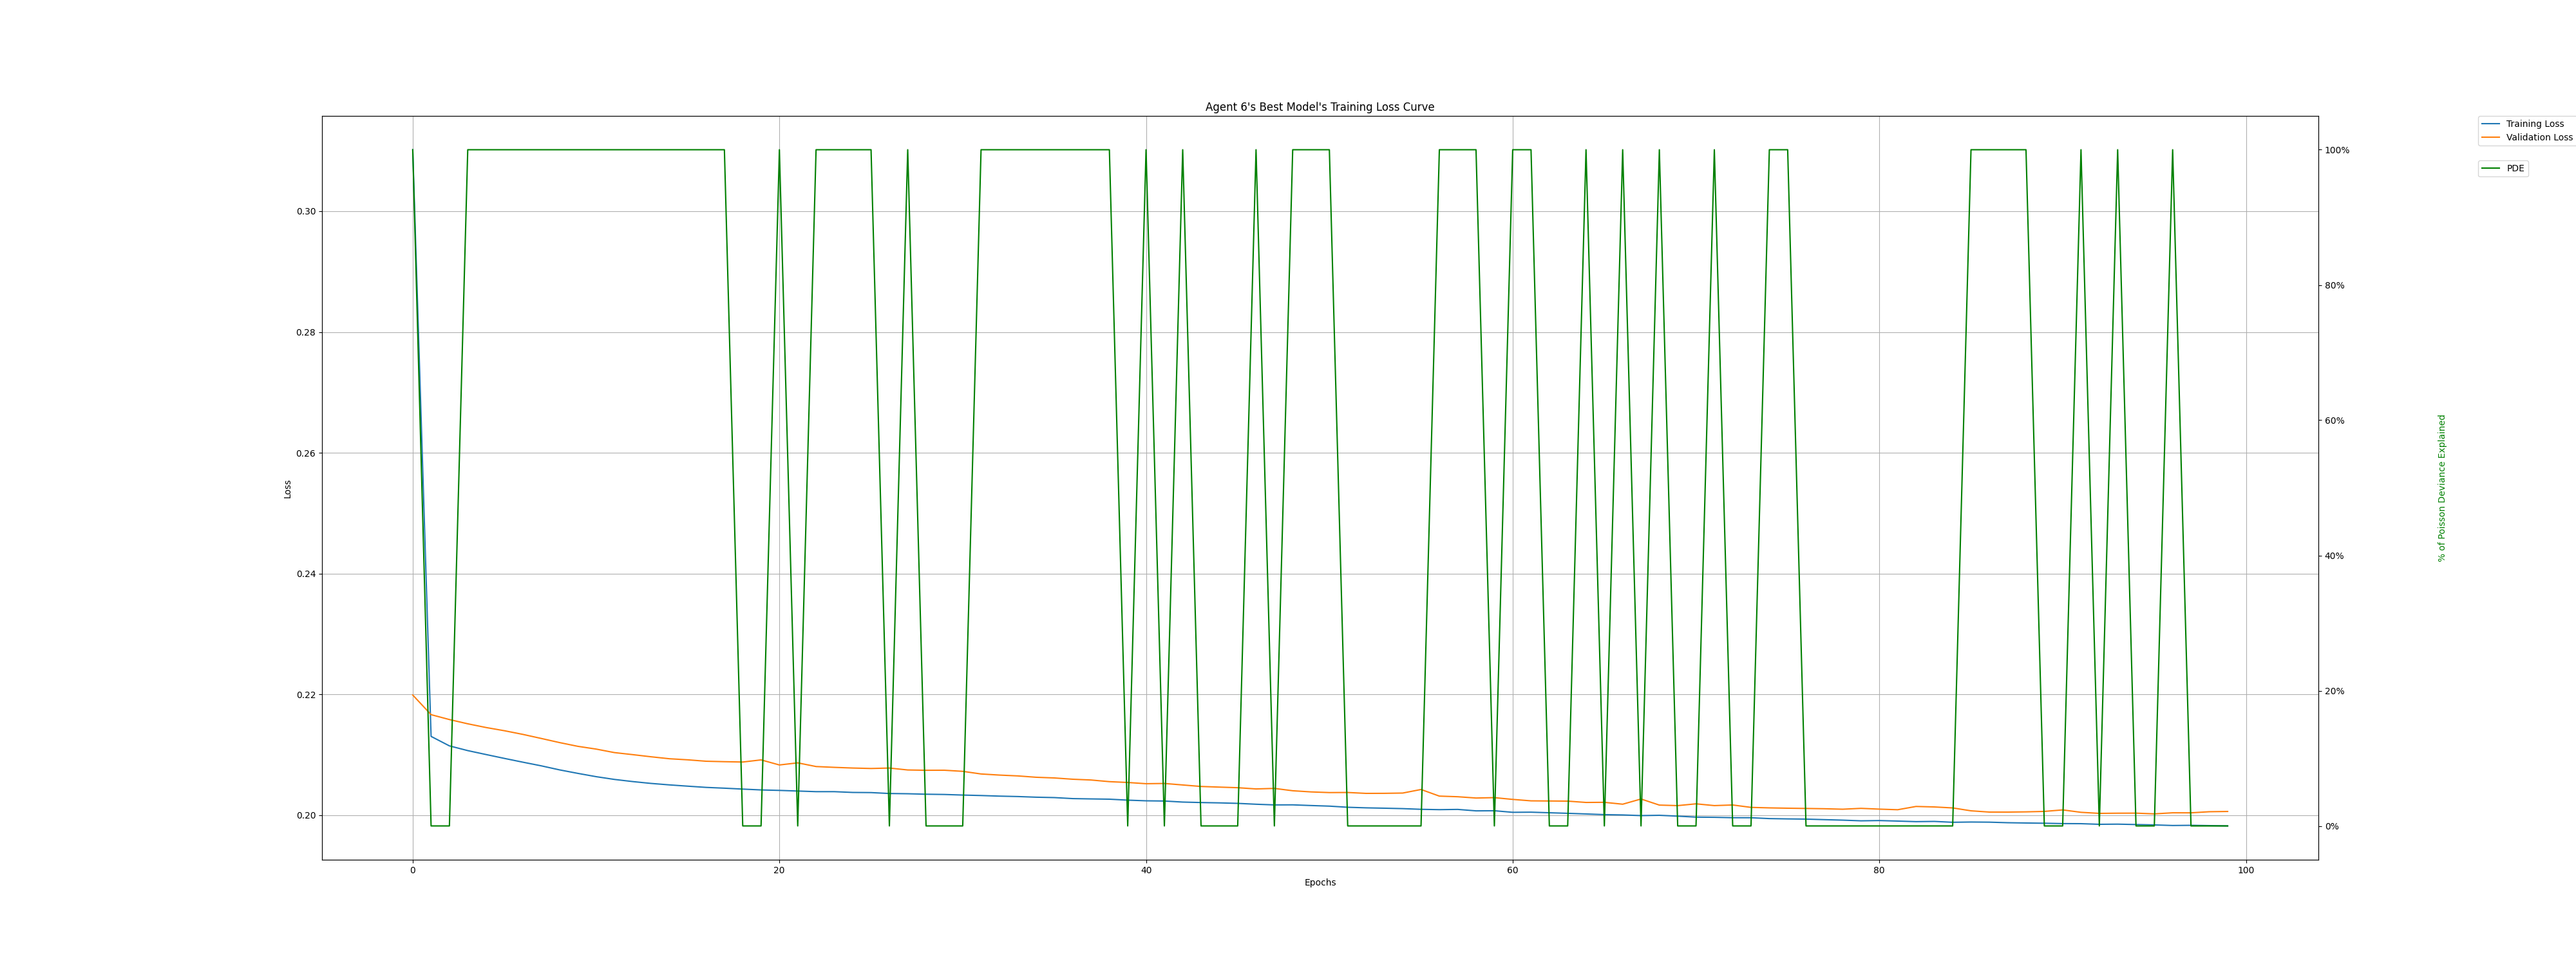 Agent 6's Best Model's Training Loss Curve
Training Loss
Validation Loss
PDE
0.30
0.28
0.26
0.24
0.22
0.20
Loss
100%
80%
60%
40%
20%
0%
% of Poisson Deviance Explained
0 20 40 60 80 100
Epochs